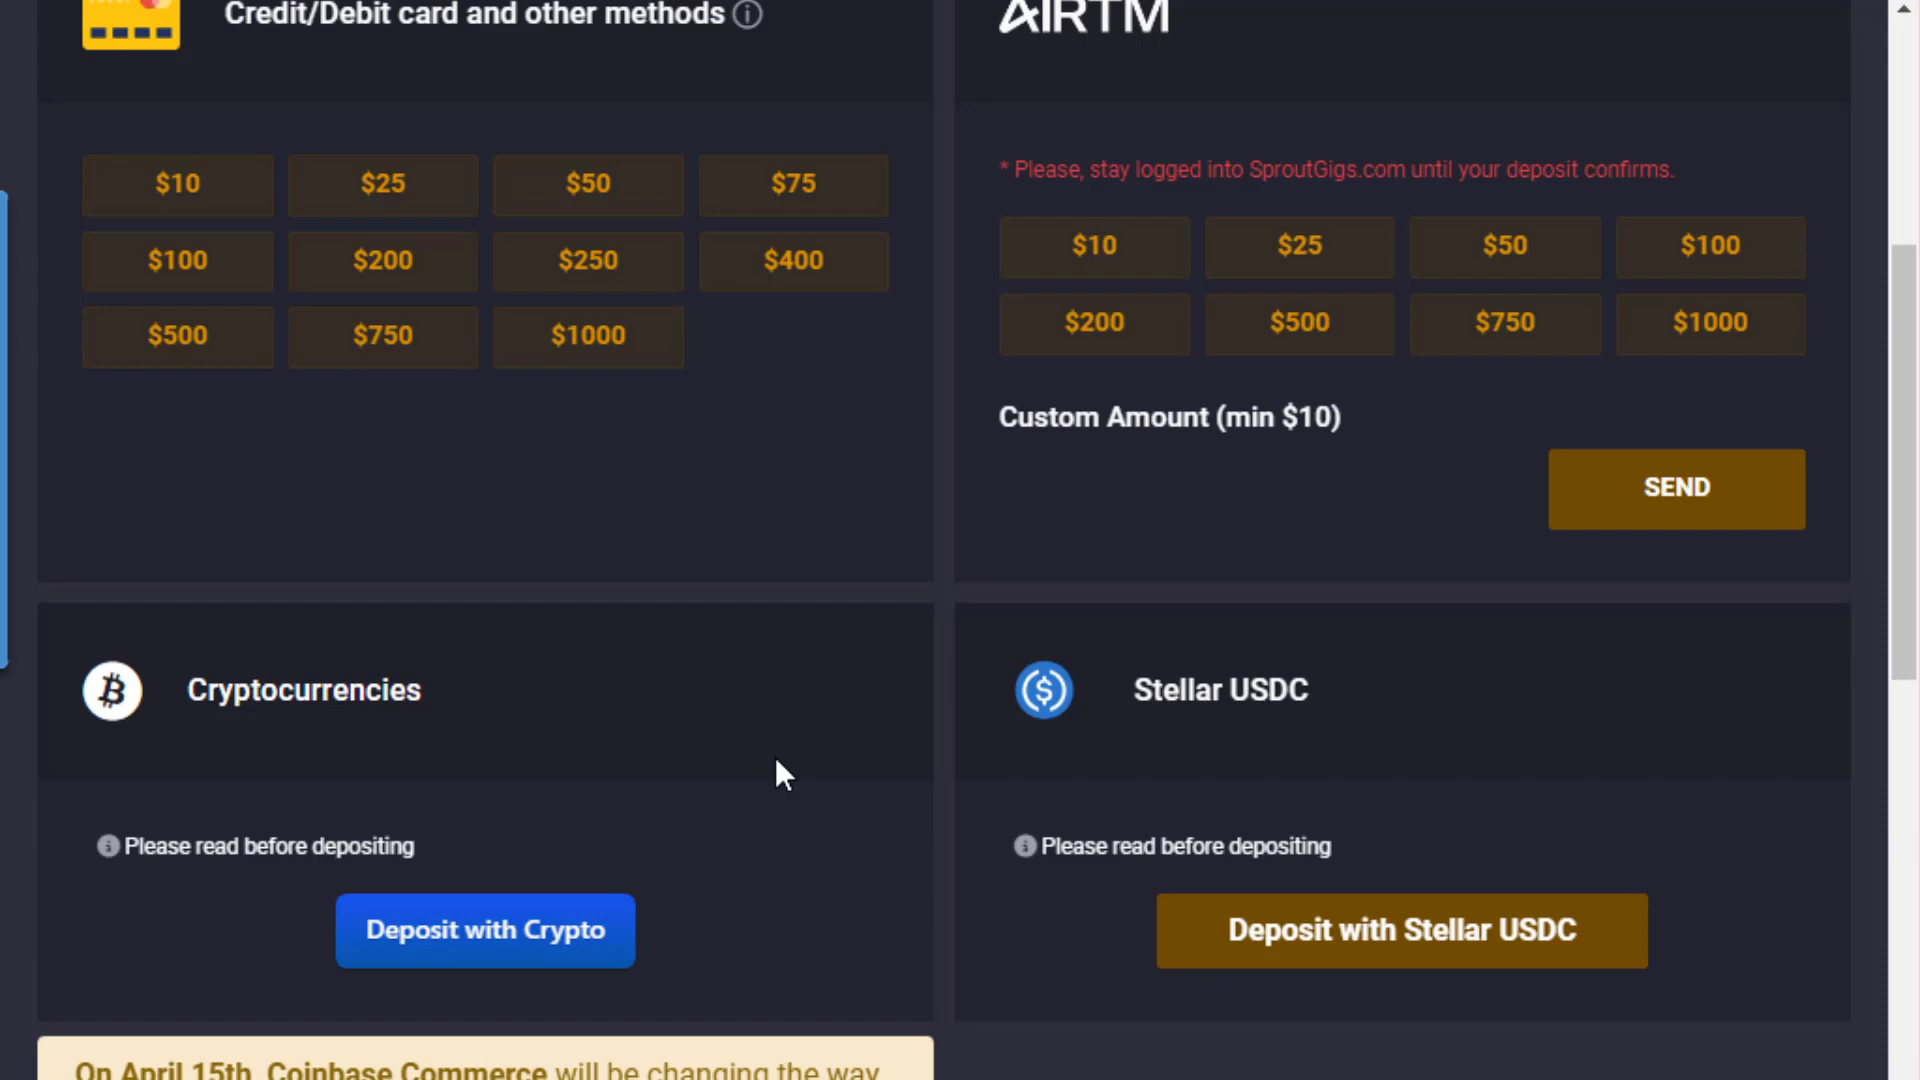 Credit/Debit card and other methods
$10 $25 $50 $75
$100 $200 $250 $400
$500 $750 $1000
AIRTM
* Please, stay logged into SproutGigs.com until your deposit confirms.
$10 $25 $50 $100
$200 $500 $750 $1000
Custom Amount (min $10)
SEND
Cryptocurrencies
Please read before depositing
Deposit with Crypto
Stellar USDC
Please read before depositing
Deposit with Stellar USDC
On April 15th, Coinbase Commerce will be changing the way